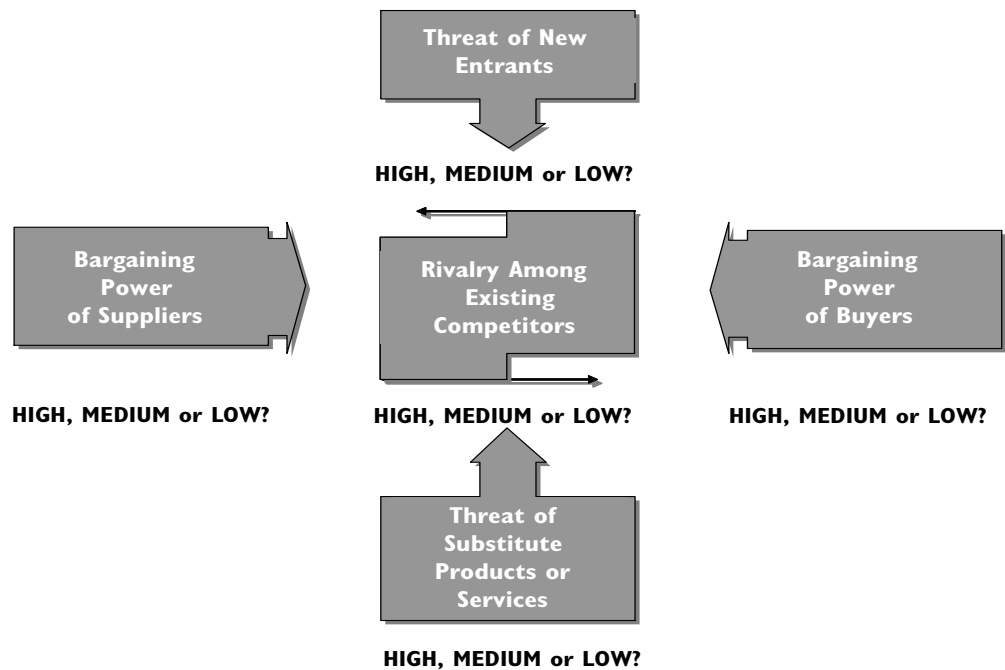 Threat of New
Entrants
HIGH, MEDIUM or LOW?
Bargaining
Power
of Suppliers
HIGH, MEDIUM or LOW?
Rivalry Among
Existing
Competitors
HIGH, MEDIUM or LOW?
Bargaining
Power
of Buyers
HIGH, MEDIUM or LOW?
Threat of
Substitute
Products or
Services
HIGH, MEDIUM or LOW?